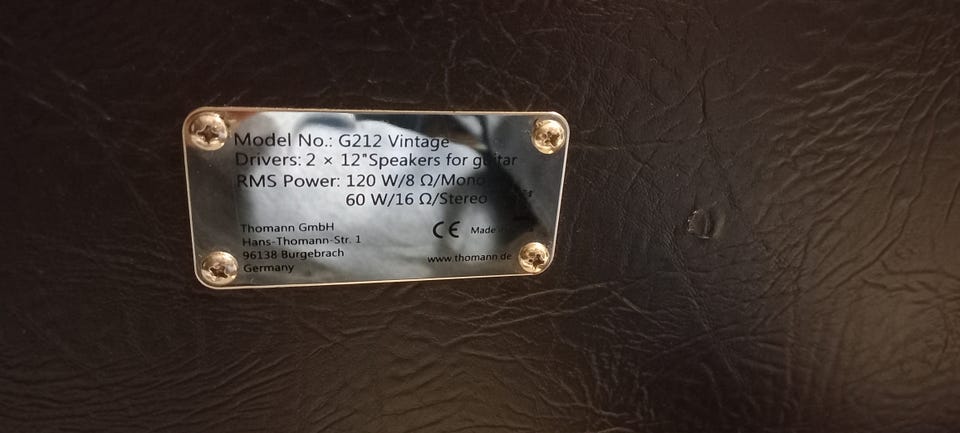 Model No.: G212 Vintage
Drivers: 2 × 12"Speakers for guitar
RMS Power: 120 W/8 Ω/Mono
60 W/16 Ω/Stereo
Thomann GmbH
Hans-Thomann-Str. 1
96138 Burgebrach
Germany
CE Made
www.thomann.de